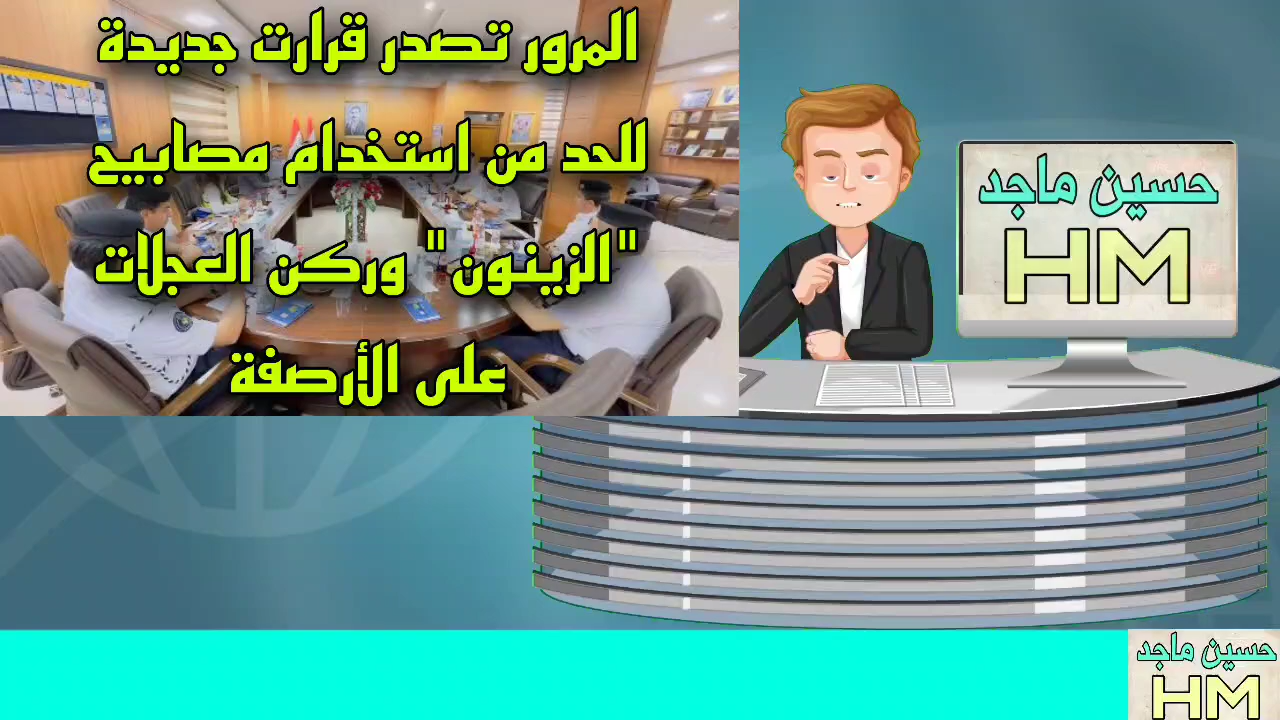 المرور تصدر قرارت جديدة
للحد من استخدام مصابيح
"الزينون" وركن العجلات
على الأرصفة
حسين ماجد
HM
حسين ماجد
HM